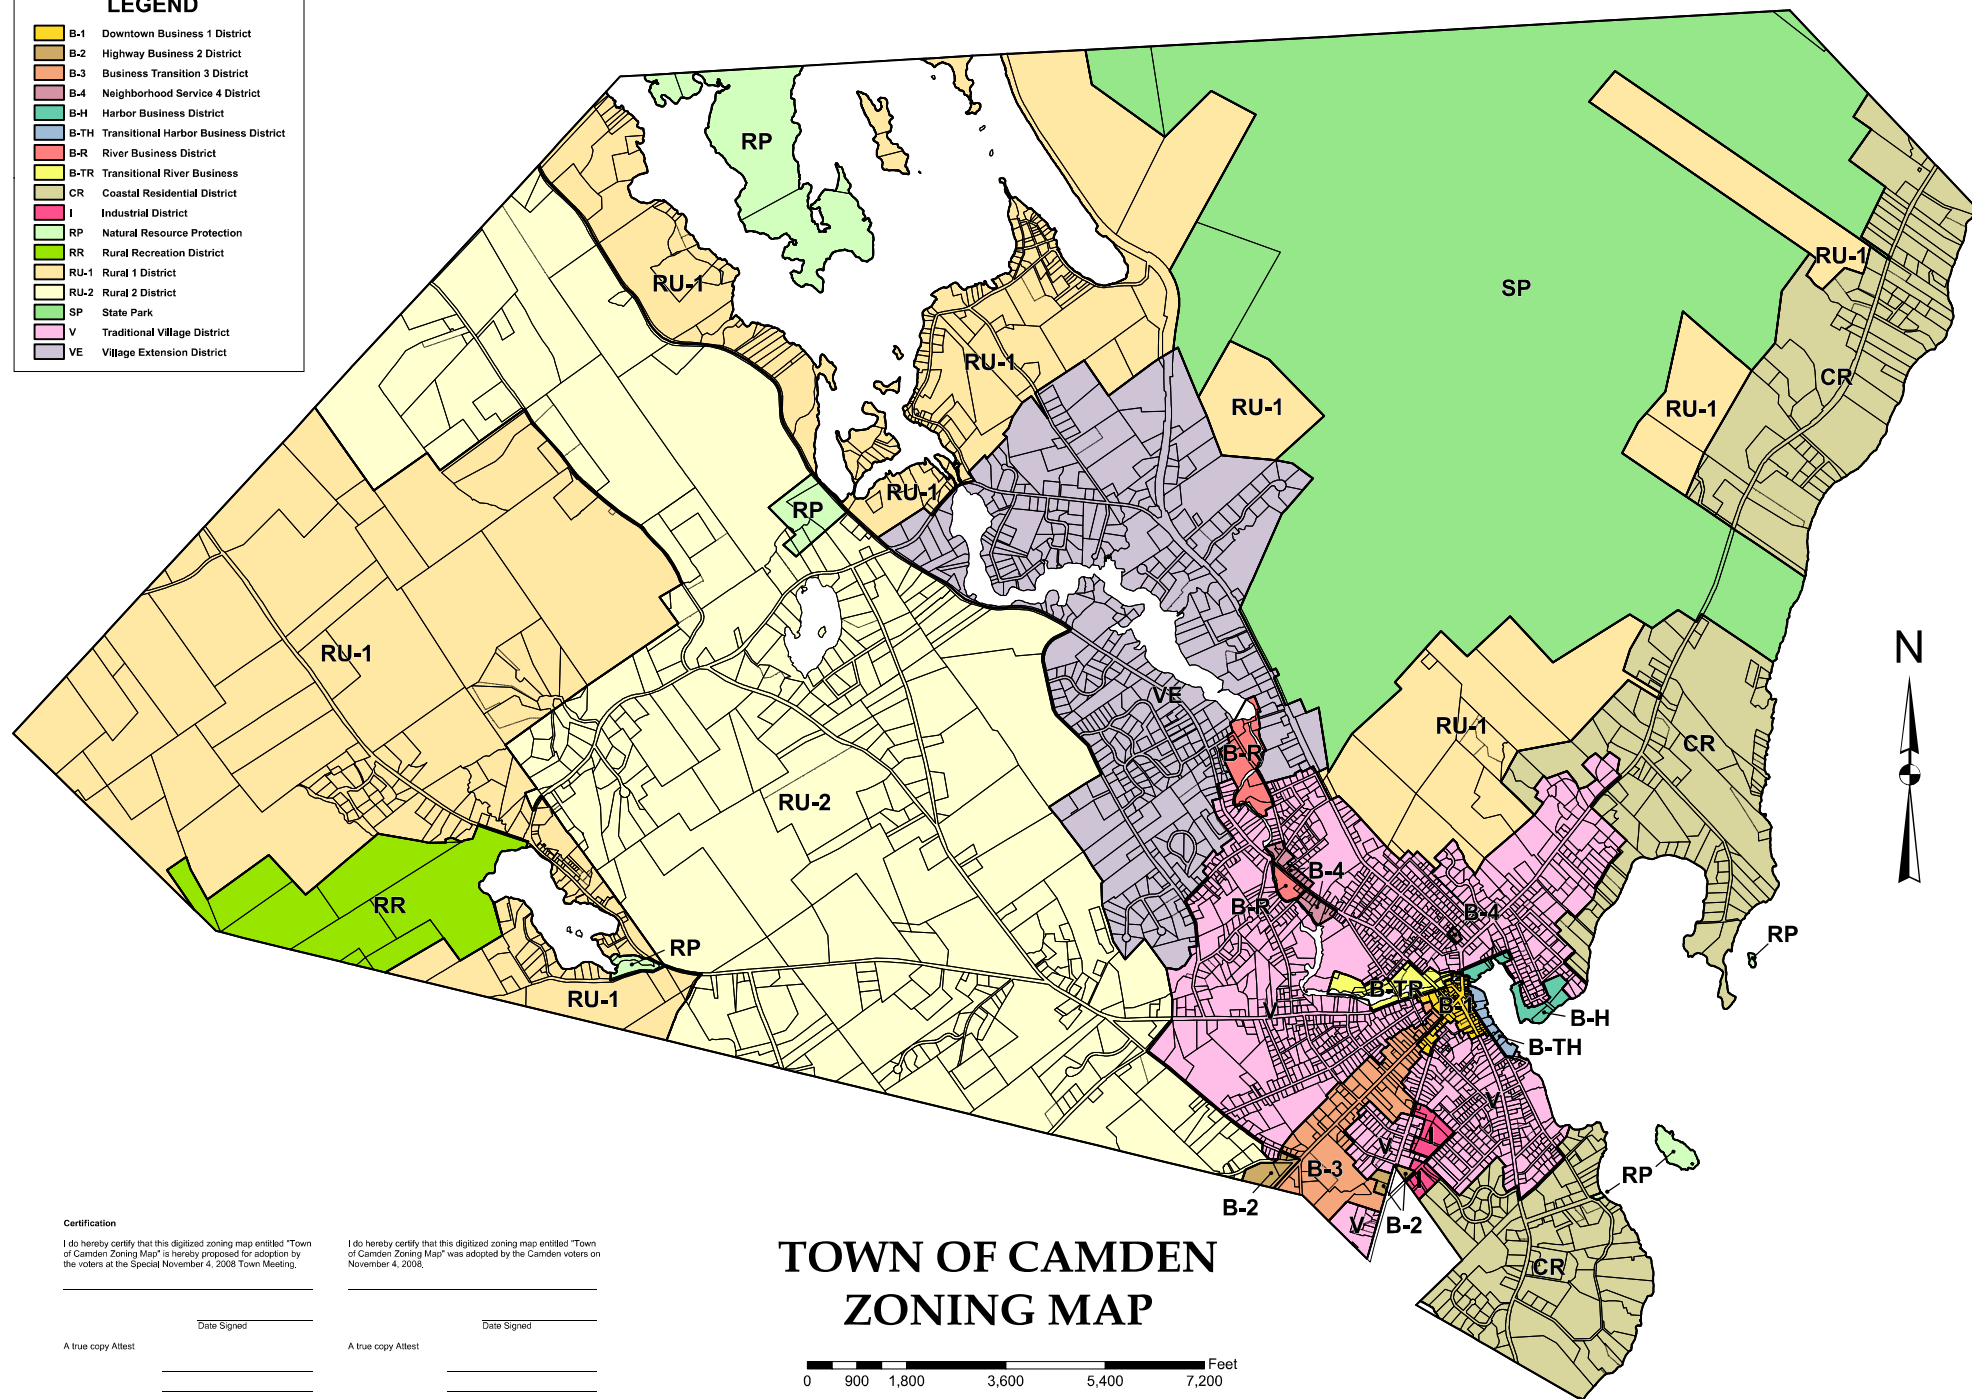 LEGEND
B-1 Downtown Business 1 District
B-2 Highway Business 2 District
B-3 Business Transition 3 District
B-4 Neighborhood Service 4 District
B-H Harbor Business District
B-TH Transitional Harbor Business District
B-R River Business District
B-TR Transitional River Business
CR Coastal Residential District
I Industrial District
RP Natural Resource Protection
RR Rural Recreation District
RU-1 Rural 1 District
RU-2 Rural 2 District
SP State Park
V Traditional Village District
VE Village Extension District
RP
RU-1
RU-1
SP
RU-1
CR
RU-1
RU-1
RU-1
RP
RU-1
VE
RU-1
CR
B-R
RU-2
B-4
B-R
B-4
RR
RP
RP
RU-1
B-TR
B-1
V
B-H
B-TH
V
I
V
B-3
I
RP
B-2
V
B-2
CR
N
Certification
I do hereby certify that this digitized zoning map entitled "Town
of Camden Zoning Map" is hereby proposed for adoption by
the voters at the Special November 4, 2008 Town Meeting.
Date Signed
A true copy Attest
I do hereby certify that this digitized zoning map entitled "Town
of Camden Zoning Map" was adopted by the Camden voters on
November 4, 2008.
Date Signed
A true copy Attest
TOWN OF CAMDEN
ZONING MAP
Feet
0 900 1,800 3,600 5,400 7,200